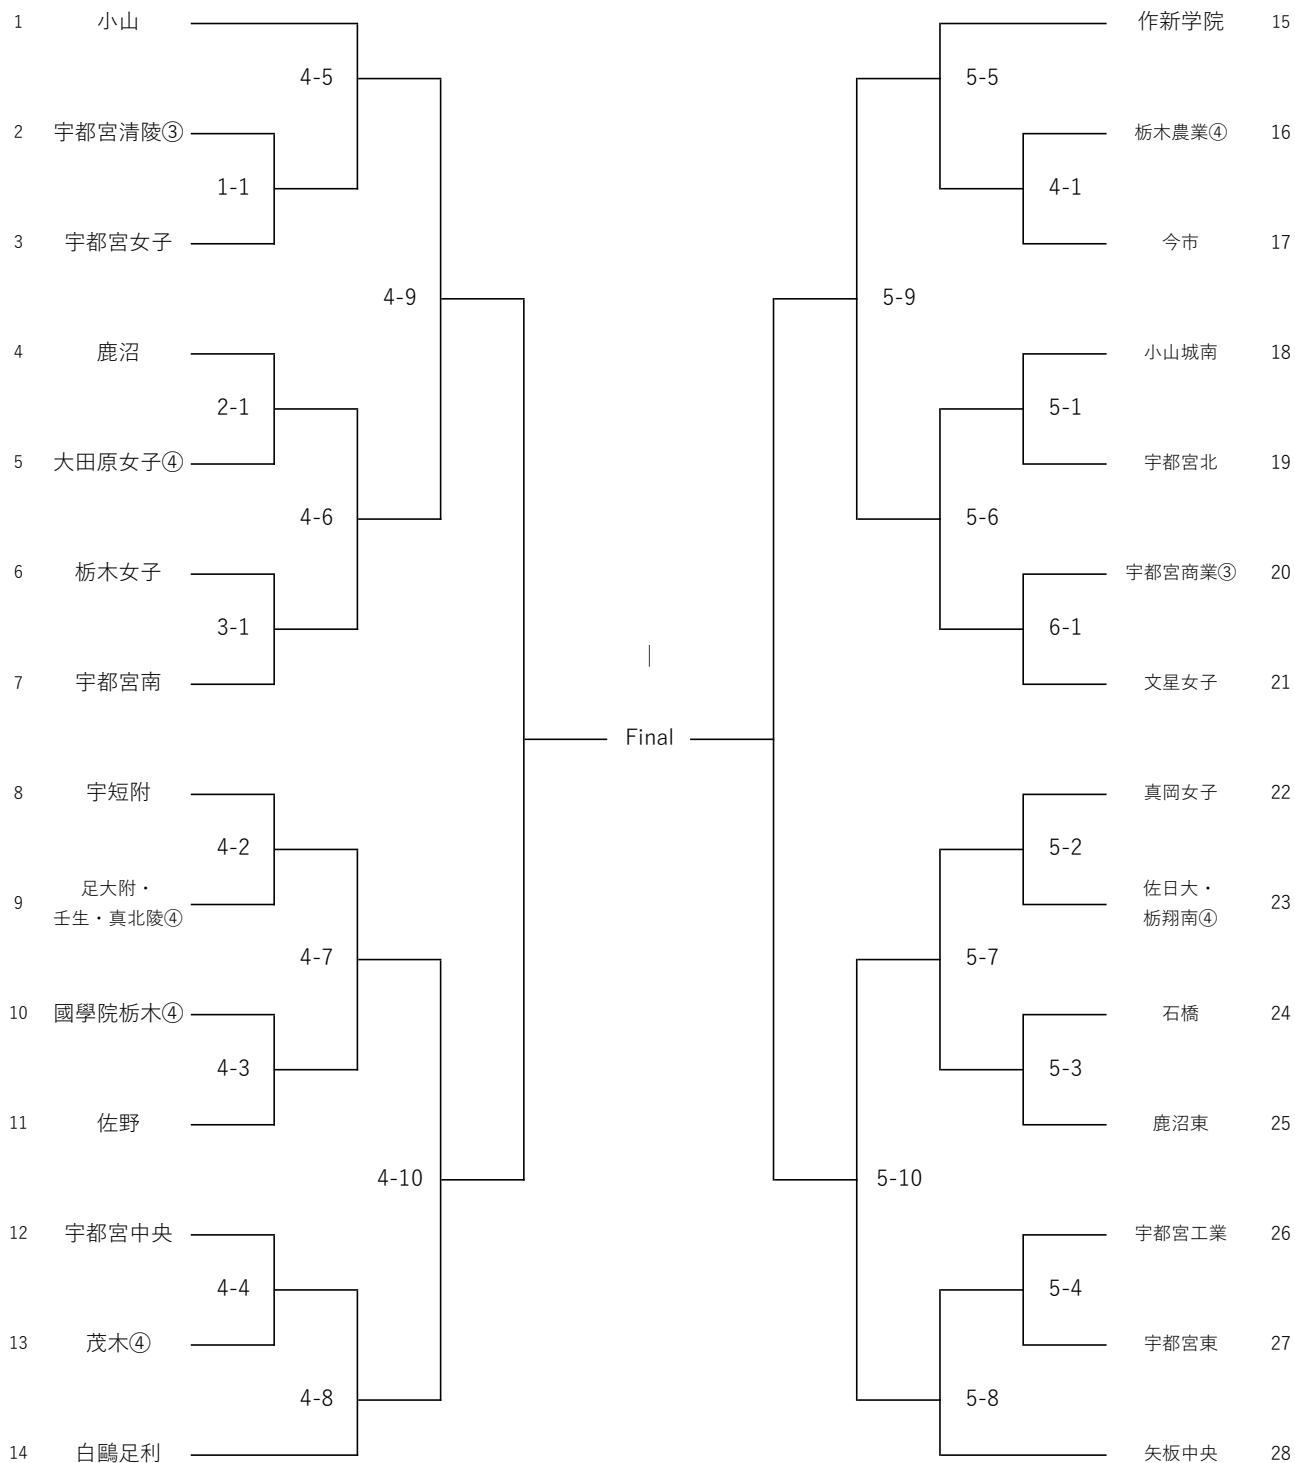 1 小山
4-5
2 宇都宮清陵③
1-1
3 宇都宮女子
4-9
4 鹿沼
2-1
5 大田原女子④
4-6
6 栃木女子
3-1
7 宇都宮南
8 宇短附
4-2
9 足大附・
壬生・真北陵④
4-7
10 國學院栃木④
4-3
11 佐野
4-10
12 宇都宮中央
4-4
13 茂木④
4-8
14 白鷗足利
|
Final
作新学院 15
5-5
栃木農業④ 16
4-1
今市 17
5-9
小山城南 18
5-1
宇都宮北 19
5-6
宇都宮商業③ 20
6-1
文星女子 21
真岡女子 22
5-2
佐日大・
栃翔南④ 23
5-7
石橋 24
5-3
鹿沼東 25
5-10
宇都宮工業 26
5-4
宇都宮東 27
5-8
矢板中央 28